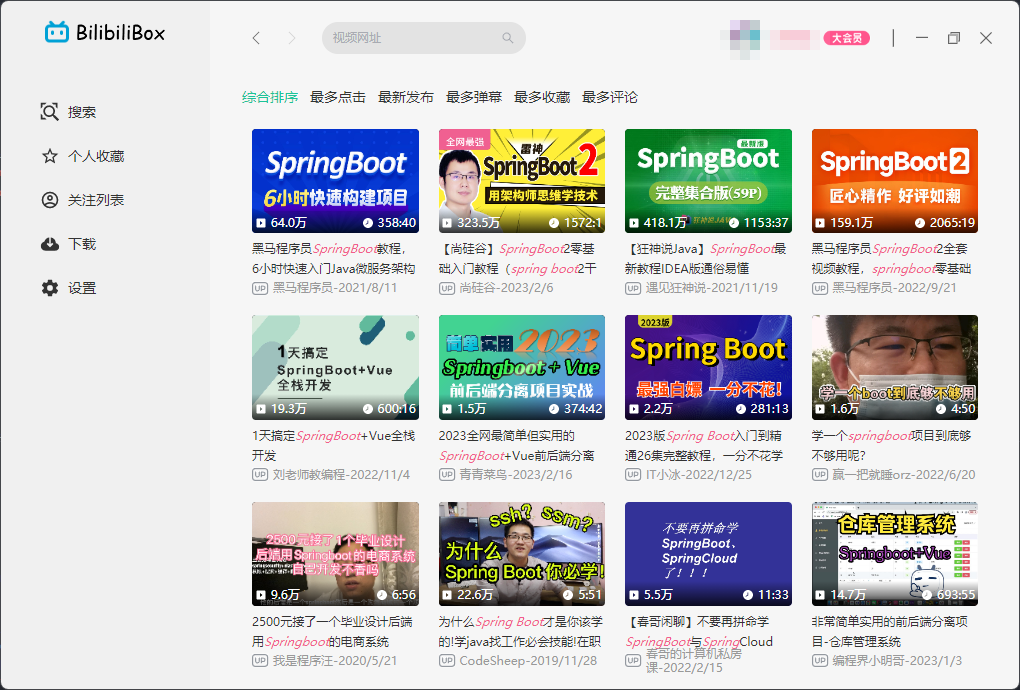 BilibiliBox
视频网址
大会员
搜索
个人收藏
关注列表
下载
设置
综合排序 最多点击 最新发布 最多弹幕 最多收藏 最多评论
SpringBoot
6小时快速构建项目
64.0万 358:40
黑马程序员SpringBoot教程，
6小时快速入门Java微服务架构
UP 黑马程序员-2021/8/11
全网最强
雷神
SpringBoot2
用架构师思维学技术
323.5万 1572:1
【尚硅谷】SpringBoot2零基
础入门教程（spring boot2干
UP 尚硅谷-2023/2/6
最新版
SpringBoot
完整集合版(59P)
418.1万 1153:37
【狂神说Java】SpringBoot最
新教程IDEA版通俗易懂
UP 遇见狂神说-2021/11/19
SpringBoot2
匠心精作 好评如潮
159.1万 2065:19
黑马程序员SpringBoot2全套
视频教程，springboot零基础
UP 黑马程序员-2022/9/21
1天搞定
SpringBoot+Vue
全栈开发
19.3万 600:16
1天搞定SpringBoot+Vue全栈
开发
UP 刘老师教编程-2022/11/4
简单实用2023
Springboot + Vue
前后端分离项目实战
1.5万 374:42
2023全网最简单但实用的
SpringBoot+Vue前后端分离
UP 青青菜鸟-2023/2/16
2023版
Spring Boot
最强白嫖 一分不花！
2.2万 281:13
2023版Spring Boot入门到精
通26集完整教程，一分不花学
UP IT小冰-2022/12/25
学一个boot到底够不够用
1.6万 4:50
学一个springboot项目到底够
不够用呢？
UP 赢一把就睡orz-2022/6/20
2500元接了1个毕业设计
后端用Springboot的电商系统
自己开发不香吗
9.6万 6:56
2500元接了一个毕业设计后端
用Springboot的电商系统
UP 我是程序汪-2020/5/21
ssh? ssm?
为什么
Spring Boot你必学!
22.6万 5:51
为什么Spring Boot才是你该学
的!学java找工作必会技能!在职
UP CodeSheep-2019/11/28
不要再拼命学
SpringBoot、
SpringCloud
了！！！
5.5万 11:33
【春哥闲聊】不要再拼命学
SpringBoot与SpringCloud
UP 春哥的计算机私房
课-2022/2/15
仓库管理系统
Springboot+Vue
14.7万 693:55
非常简单实用的前后端分离项
目-仓库管理系统
UP 编程界小明哥-2023/1/3